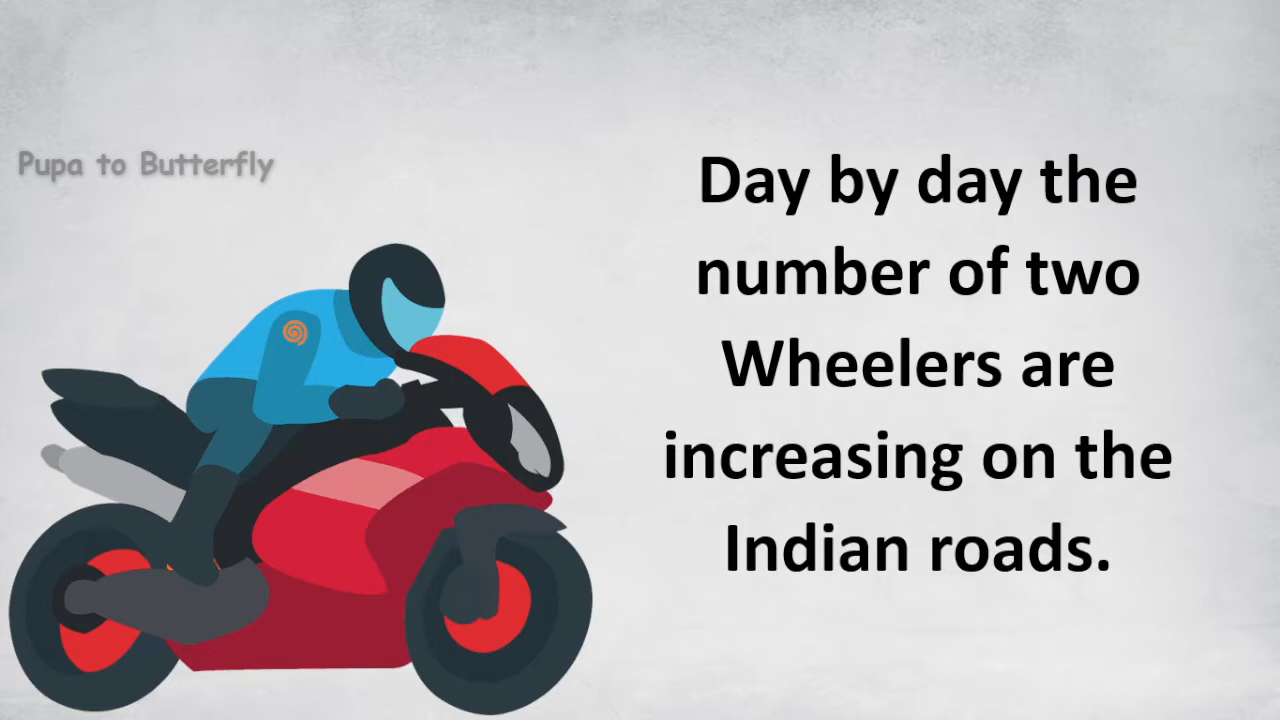 Pupa to Butterfly
Day by day the
number of two
Wheelers are
increasing on the
Indian roads.